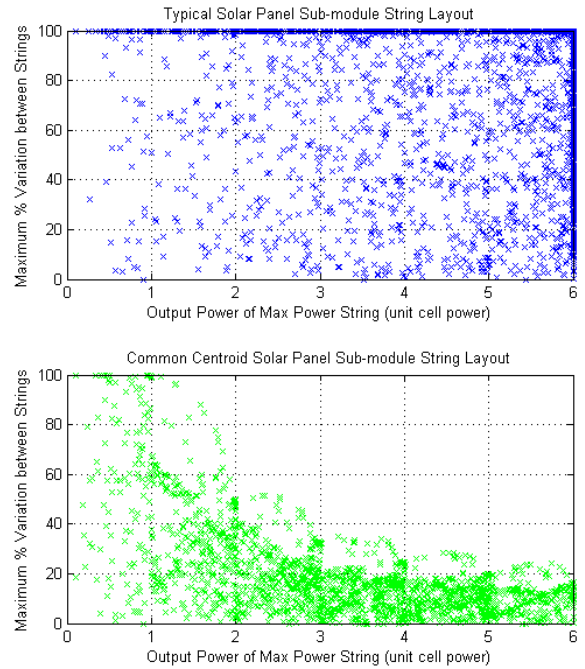 Typical Solar Panel Sub-module String Layout
100
80
60
40
20
0
Maximum % Variation between Strings
0 1 2 3 4 5 6
Output Power of Max Power String (unit cell power)
Common Centroid Solar Panel Sub-module String Layout
100
80
60
40
20
0
Maximum % Variation between Strings
0 1 2 3 4 5 6
Output Power of Max Power String (unit cell power)